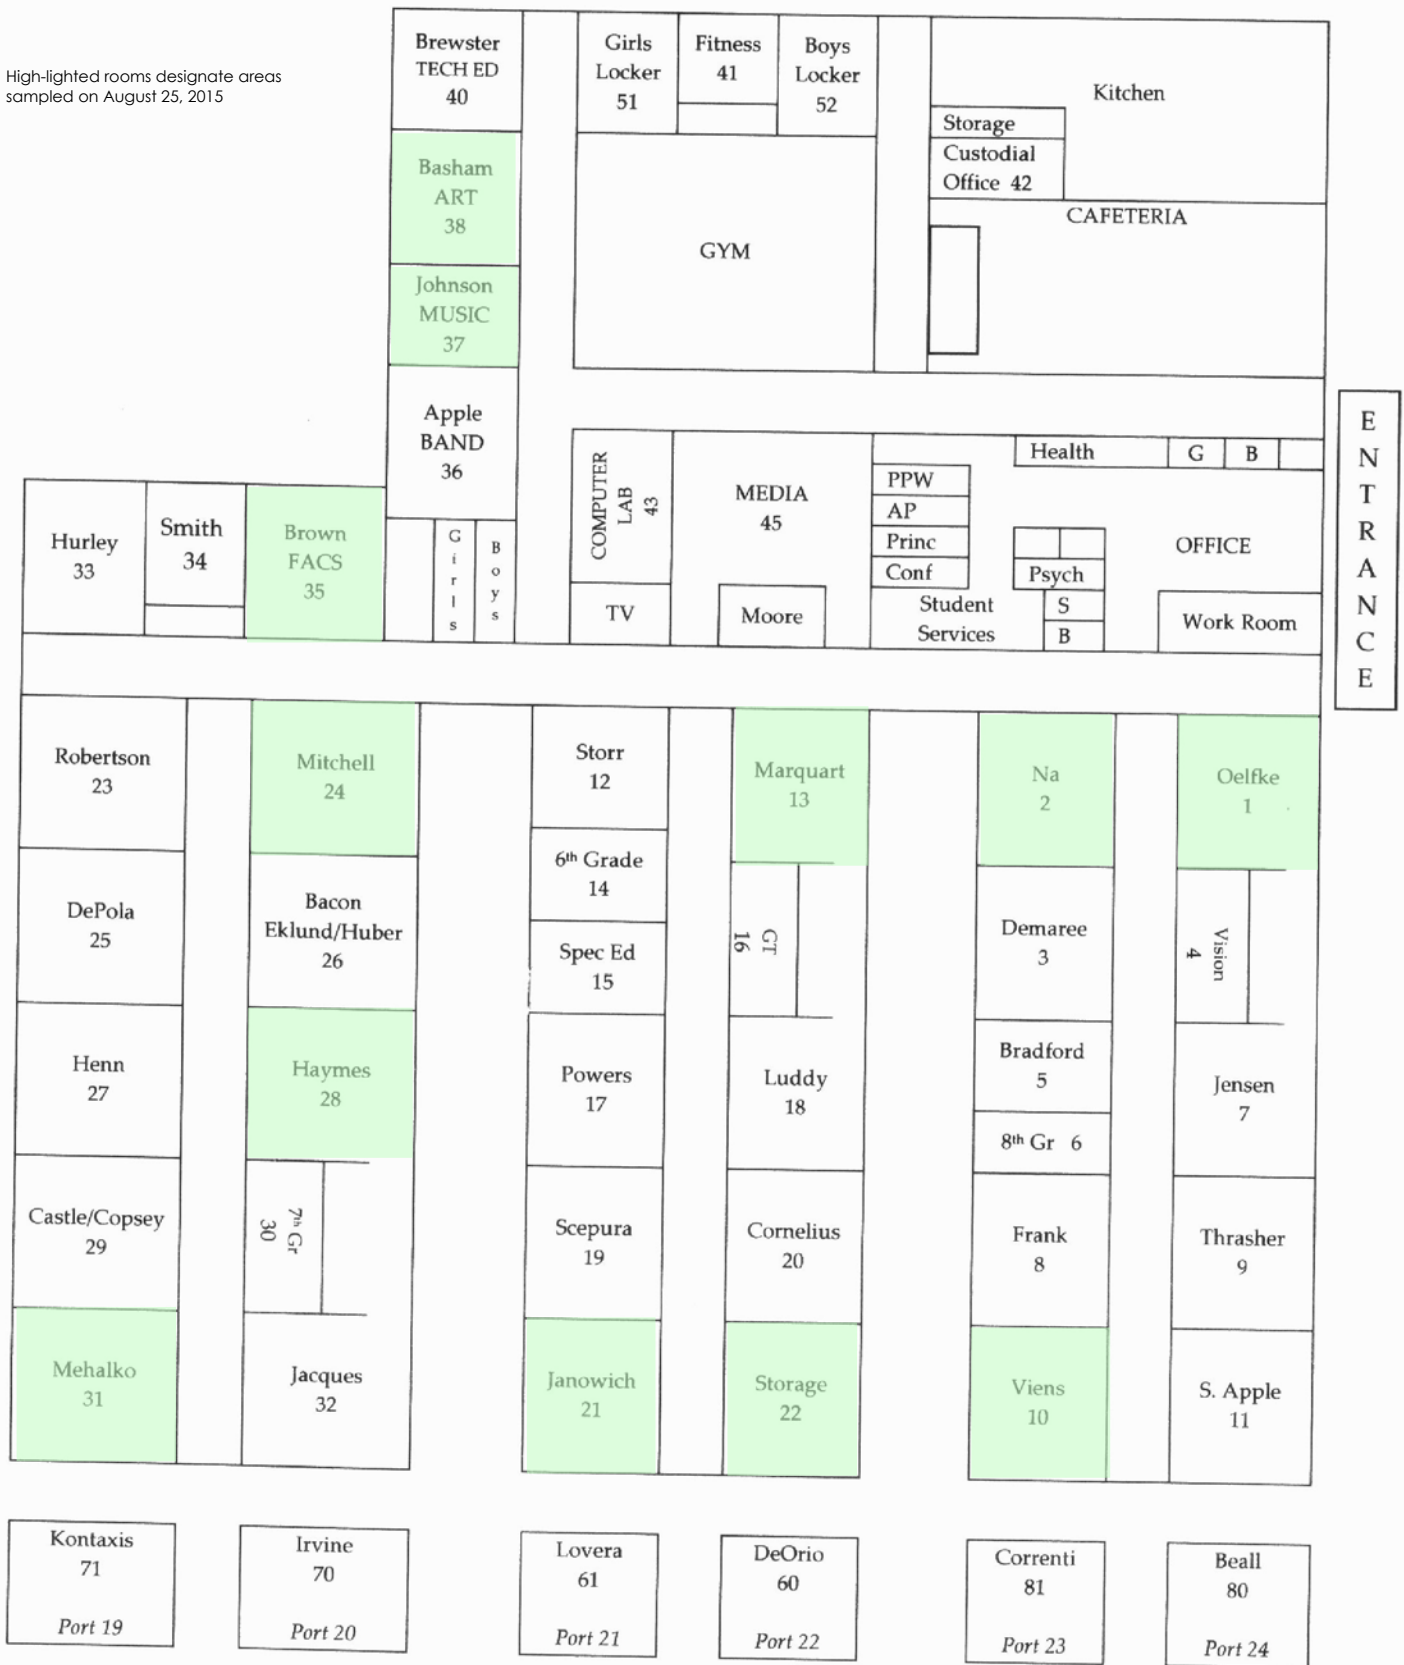 High-lighted rooms designate areas
sampled on August 25, 2015
Brewster
TECH ED
40
Girls
Locker
51
Fitness
41
Boys
Locker
52
Kitchen
Storage
Custodial
Office 42
CAFETERIA
Basham
ART
38
GYM
Johnson
MUSIC
37
Apple
BAND
36
ENTRANCE
Hurley
33
Smith
34
Brown
FACS
35
Girls
Boys
COMPUTER
LAB
43
TV
MEDIA
45
Moore
PPW
AP
Princ
Conf
Student
Services
Health
G
B
Psych
S
B
OFFICE
Work Room
Robertson
23
Mitchell
24
Storr
12
Marquart
13
Na
2
Oelfke
1
DePola
25
Bacon
Eklund/Huber
26
6th Grade
14
Spec Ed
15
GT
16
Demaree
3
Vision
4
Henn
27
Haymes
28
Powers
17
Luddy
18
Bradford
5
8th Gr 6
Jensen
7
Castle/Copsey
29
7th Gr
30
Scepura
19
Cornelius
20
Frank
8
Thrasher
9
Mehalko
31
Jacques
32
Janowich
21
Storage
22
Viens
10
S. Apple
11
Kontaxis
71
Port 19
Irvine
70
Port 20
Lovera
61
Port 21
DeOrio
60
Port 22
Correnti
81
Port 23
Beall
80
Port 24